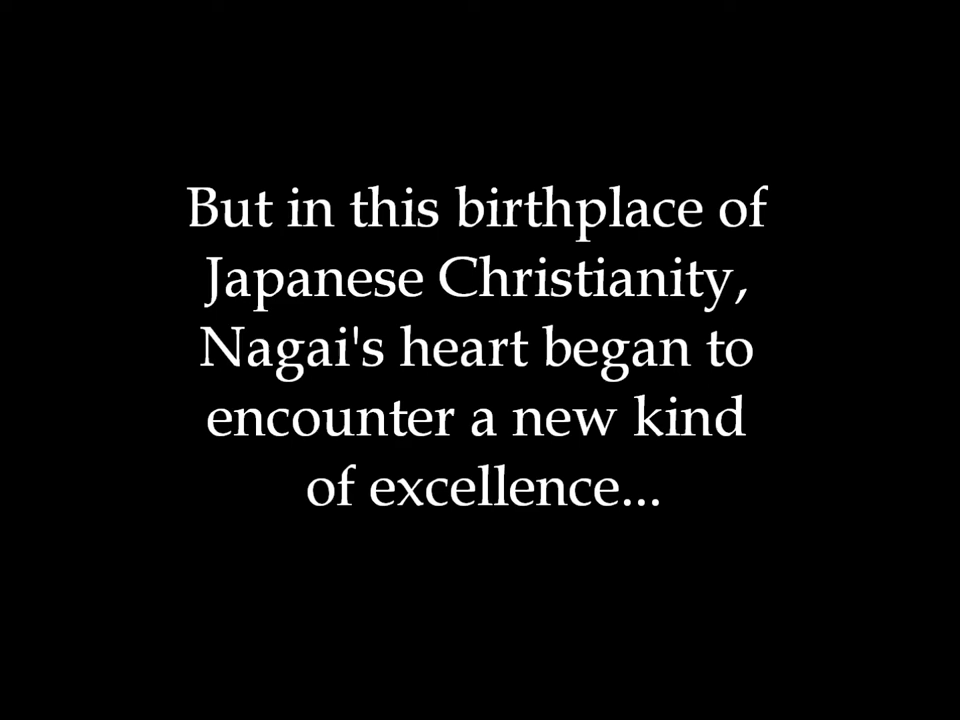 But in this birthplace of
Japanese Christianity,
Nagai's heart began to
encounter a new kind
of excellence...